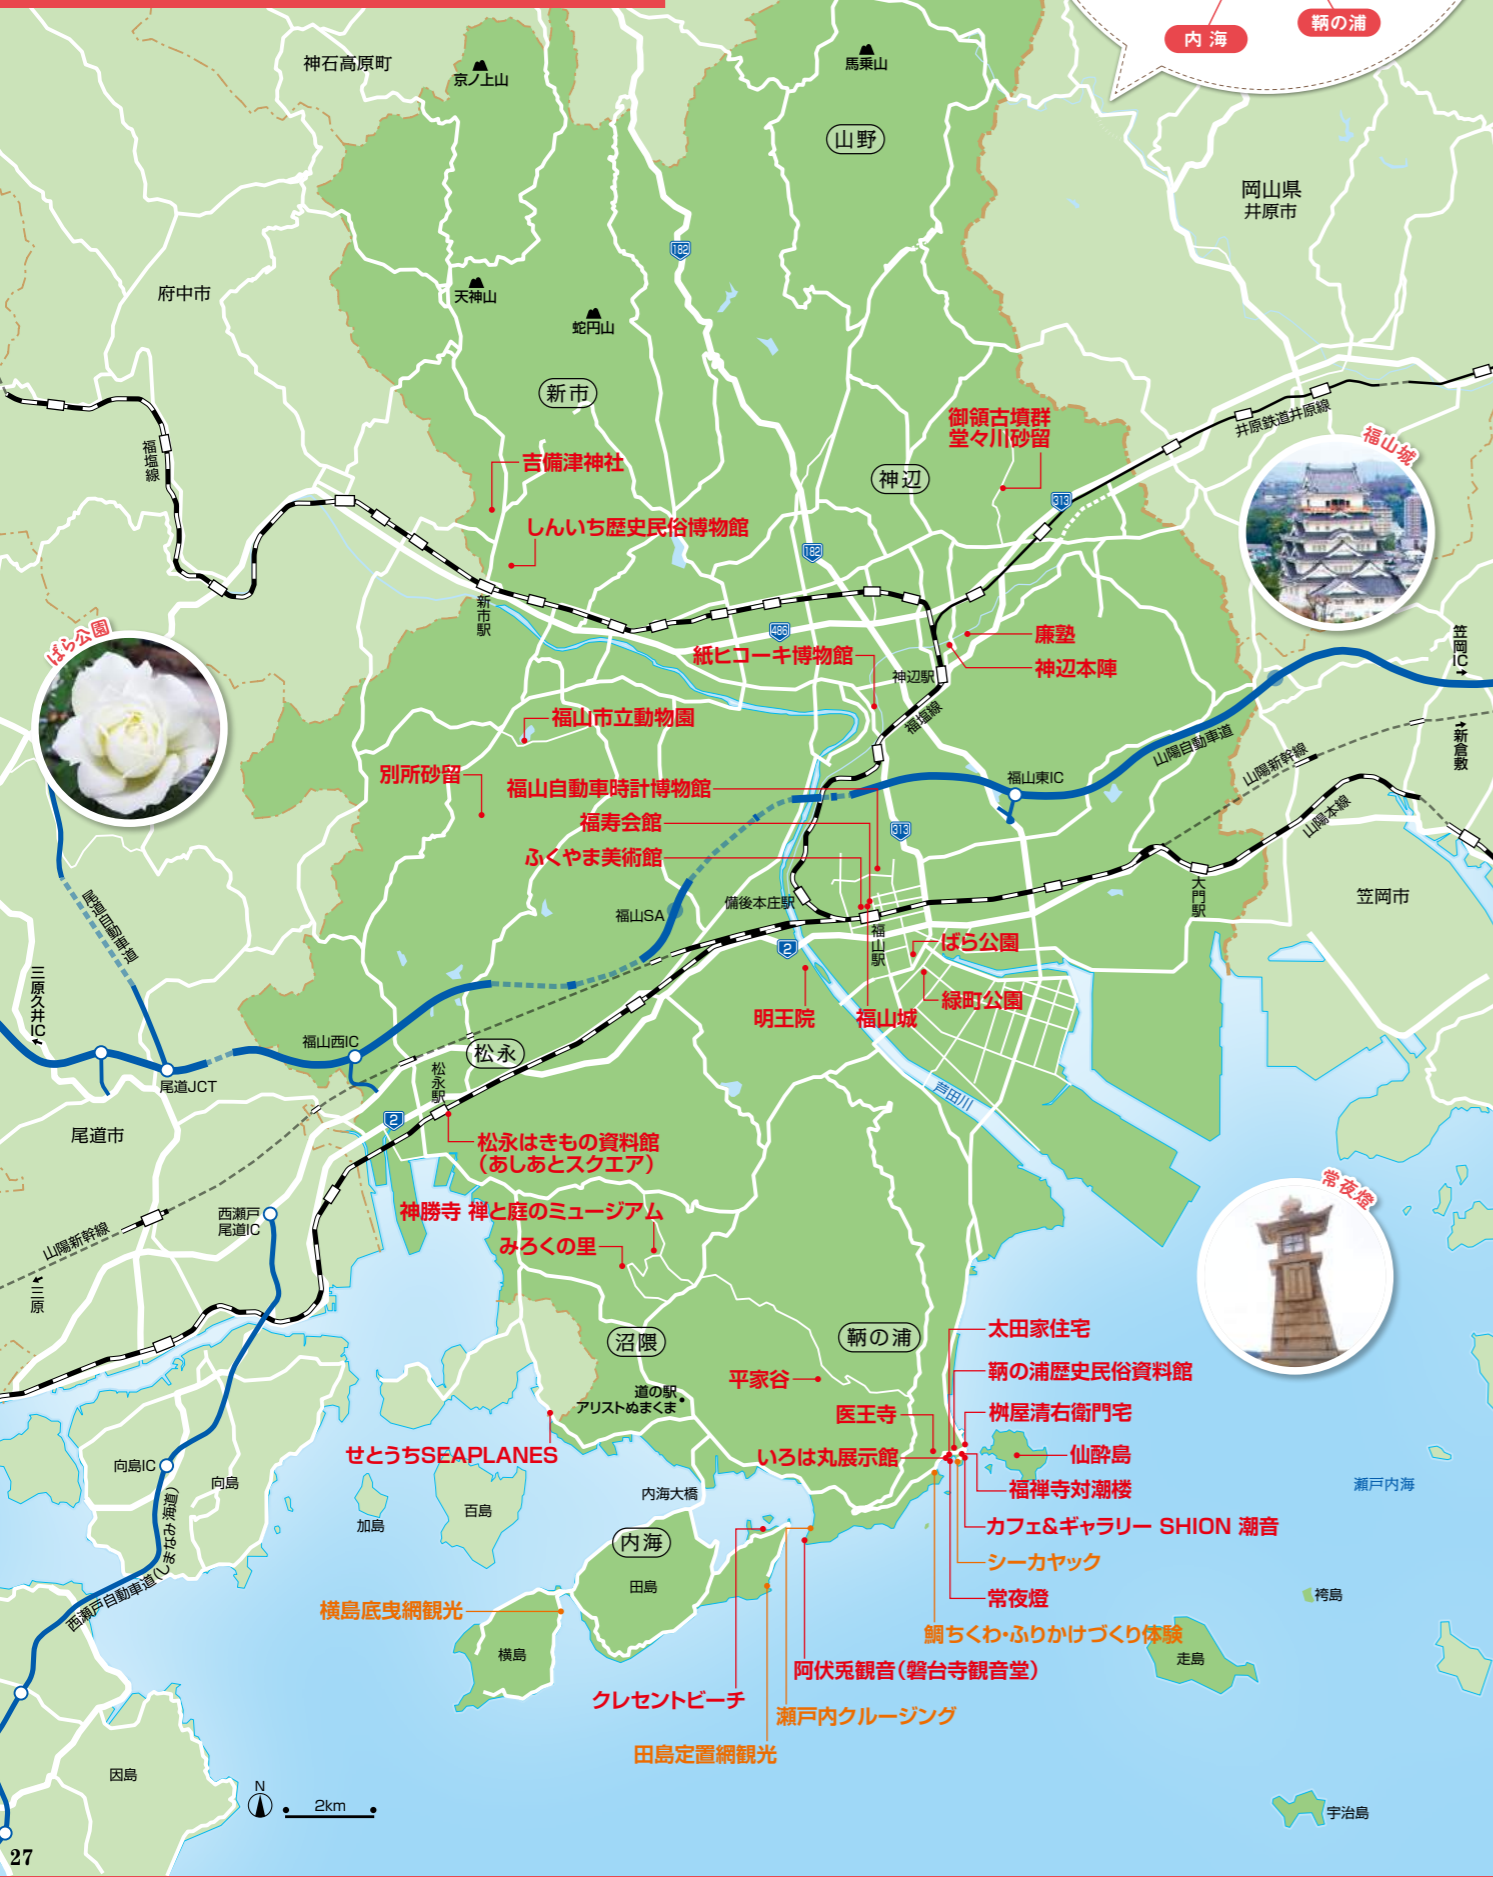 内 海
鞆の浦
神石高原町
京ノ上山
馬乗山
山野
岡山県
井原市
182
府中市
天神山
蛇円山
新市
御領古墳群
堂々川砂留
井原鉄道井原線
福山城
福塩線
吉備津神社
神辺
313
しんいち歴史民俗博物館
182
新市駅
486
廉塾
紙ヒコーキ博物館
神辺本陣
神辺駅
笠岡IC
ばら公園
福塩線
福山市立動物園
山陽自動車道
新倉敷
山陽新幹線
別所砂留
福山自動車時計博物館
福山東IC
福寿会館
313
山陽本線
ふくやま美術館
大門駅
笠岡市
尾道自動車道
備後本庄駅
福山SA
福山駅
2
ばら公園
三原久井IC
緑町公園
明王院
福山城
福山西IC
松永
尾道JCT
松永駅
芦田川
2
尾道市
松永はきもの資料館
(あしあとスクエア)
常夜燈
神勝寺 禅と庭のミュージアム
西瀬戸
尾道IC
山陽新幹線
みろくの里
三原
太田家住宅
沼隈
鞆の浦
鞆の浦歴史民俗資料館
平家谷
道の駅
アリストぬまくま
医王寺
桝屋清右衛門宅
せとうちSEAPLANES
いろは丸展示館
仙酔島
向島IC
向島
福禅寺対潮楼
瀬戸内海
内海大橋
百島
加島
カフェ&ギャラリー SHION 潮音
内海
シーカヤック
西瀬戸自動車道(しまなみ海道)
田島
常夜燈
袴島
横島底曳網観光
鯛ちくわ・ふりかけづくり体験
横島
走島
阿伏兎観音(磐台寺観音堂)
クレセントビーチ
瀬戸内クルージング
田島定置網観光
因島
N
2km
宇治島
27